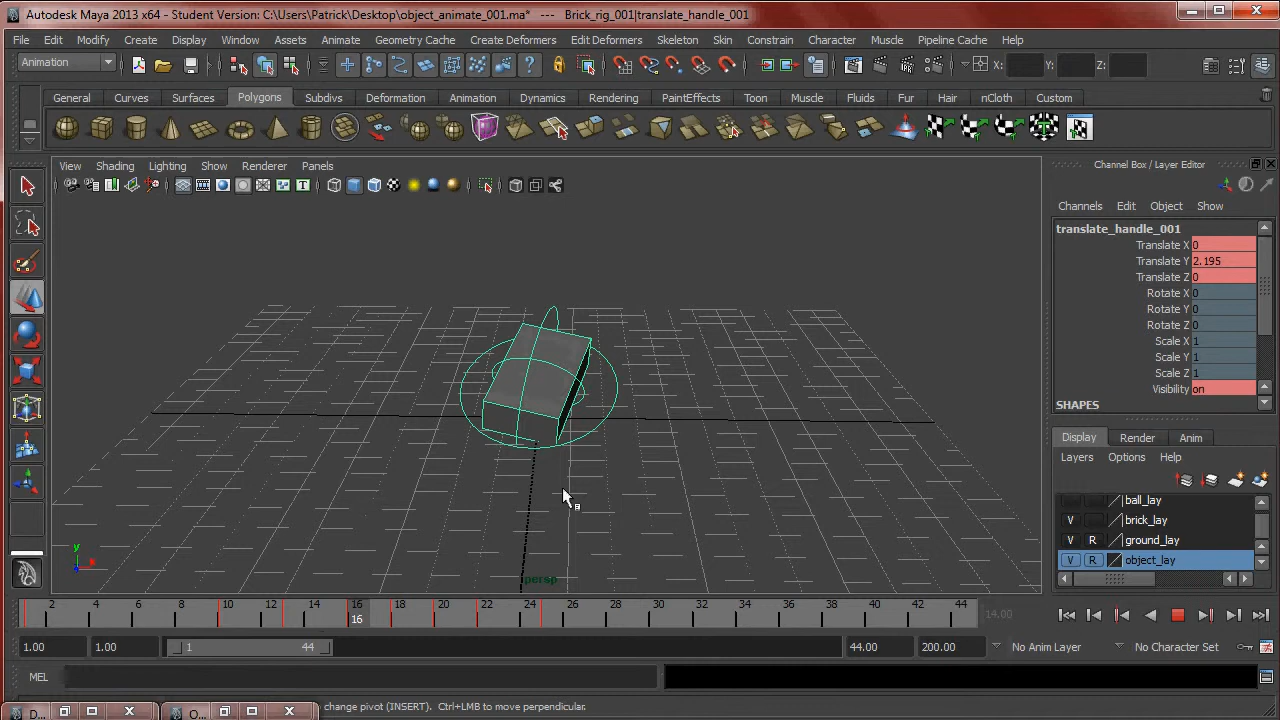 Autodesk Maya 2013 x64 - Student Version: C:\Users\Patrick\Desktop\object_animate_001.ma* --- Brick_rig_001|translate_handle_001
File Edit Modify Create Display Window Assets Animate Geometry Cache Create Deformers Edit Deformers Skeleton Skin Constrain Character Muscle Pipeline Cache Help
Animation X: Y: Z:
General Curves Surfaces Polygons Subdivs Deformation Animation Dynamics Rendering PaintEffects Toon Muscle Fluids Fur Hair nCloth Custom
View Shading Lighting Show Renderer Panels
Channel Box / Layer Editor
Channels Edit Object Show
translate_handle_001
Translate X 0
Translate Y 2.195
Translate Z 0
Rotate X 0
Rotate Y 0
Rotate Z 0
Scale X 1
Scale Y 1
Scale Z 1
Visibility on
SHAPES
Display Render Anim
Layers Options Help
ball_lay
V brick_lay
V R ground_lay
V R object_lay
y
persp
2 4 6 8 10 12 14 16 18 20 22 24 26 28 30 32 34 36 38 40 42 44
16
14.00
1.00 1.00 1 44 44.00 200.00 No Anim Layer No Character Set
MEL
D... O... change pivot (INSERT). Ctrl+LMB to move perpendicular.